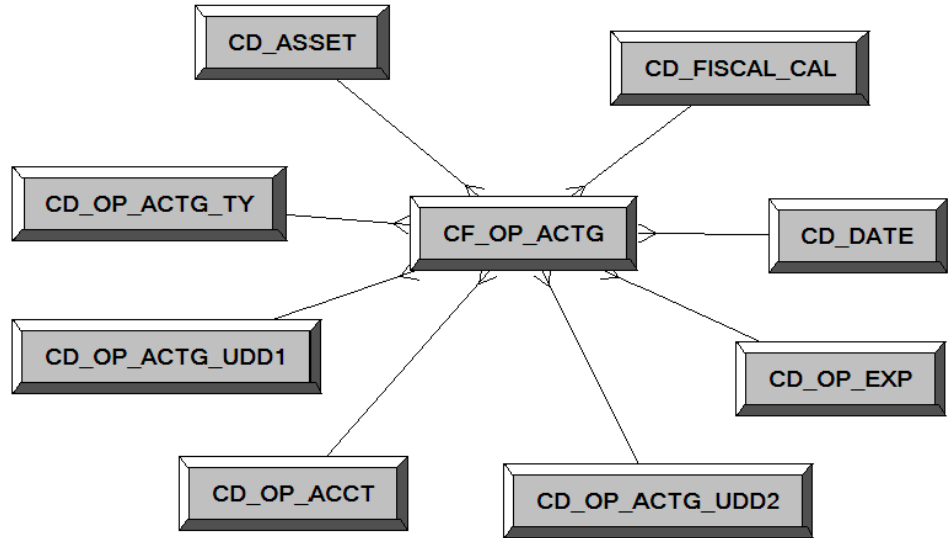 CD_ASSET
CD_FISCAL_CAL
CD_OP_ACTG_TY
CF_OP_ACTG
CD_DATE
CD_OP_ACTG_UDD1
CD_OP_EXP
CD_OP_ACCT
CD_OP_ACTG_UDD2